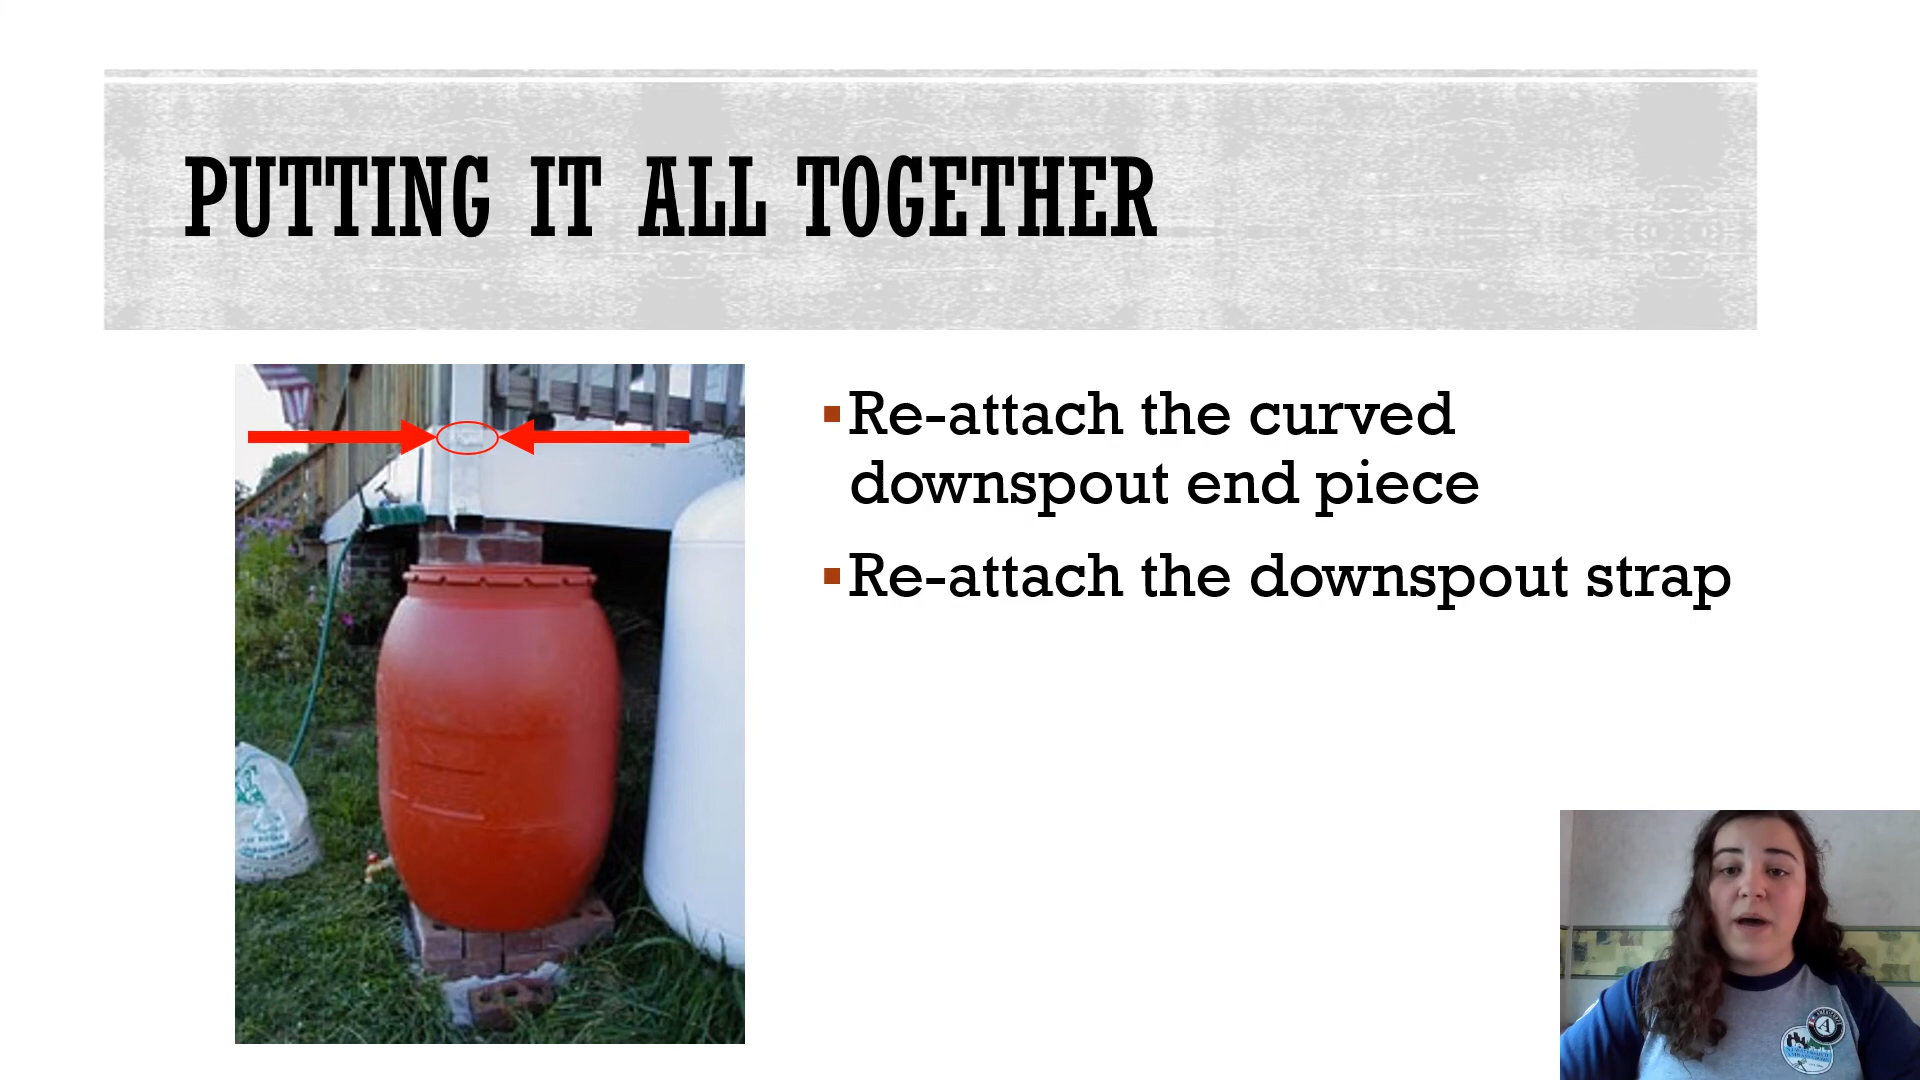 PUTTING IT ALL TOGETHER
Re-attach the curved
downspout end piece
Re-attach the downspout strap
A